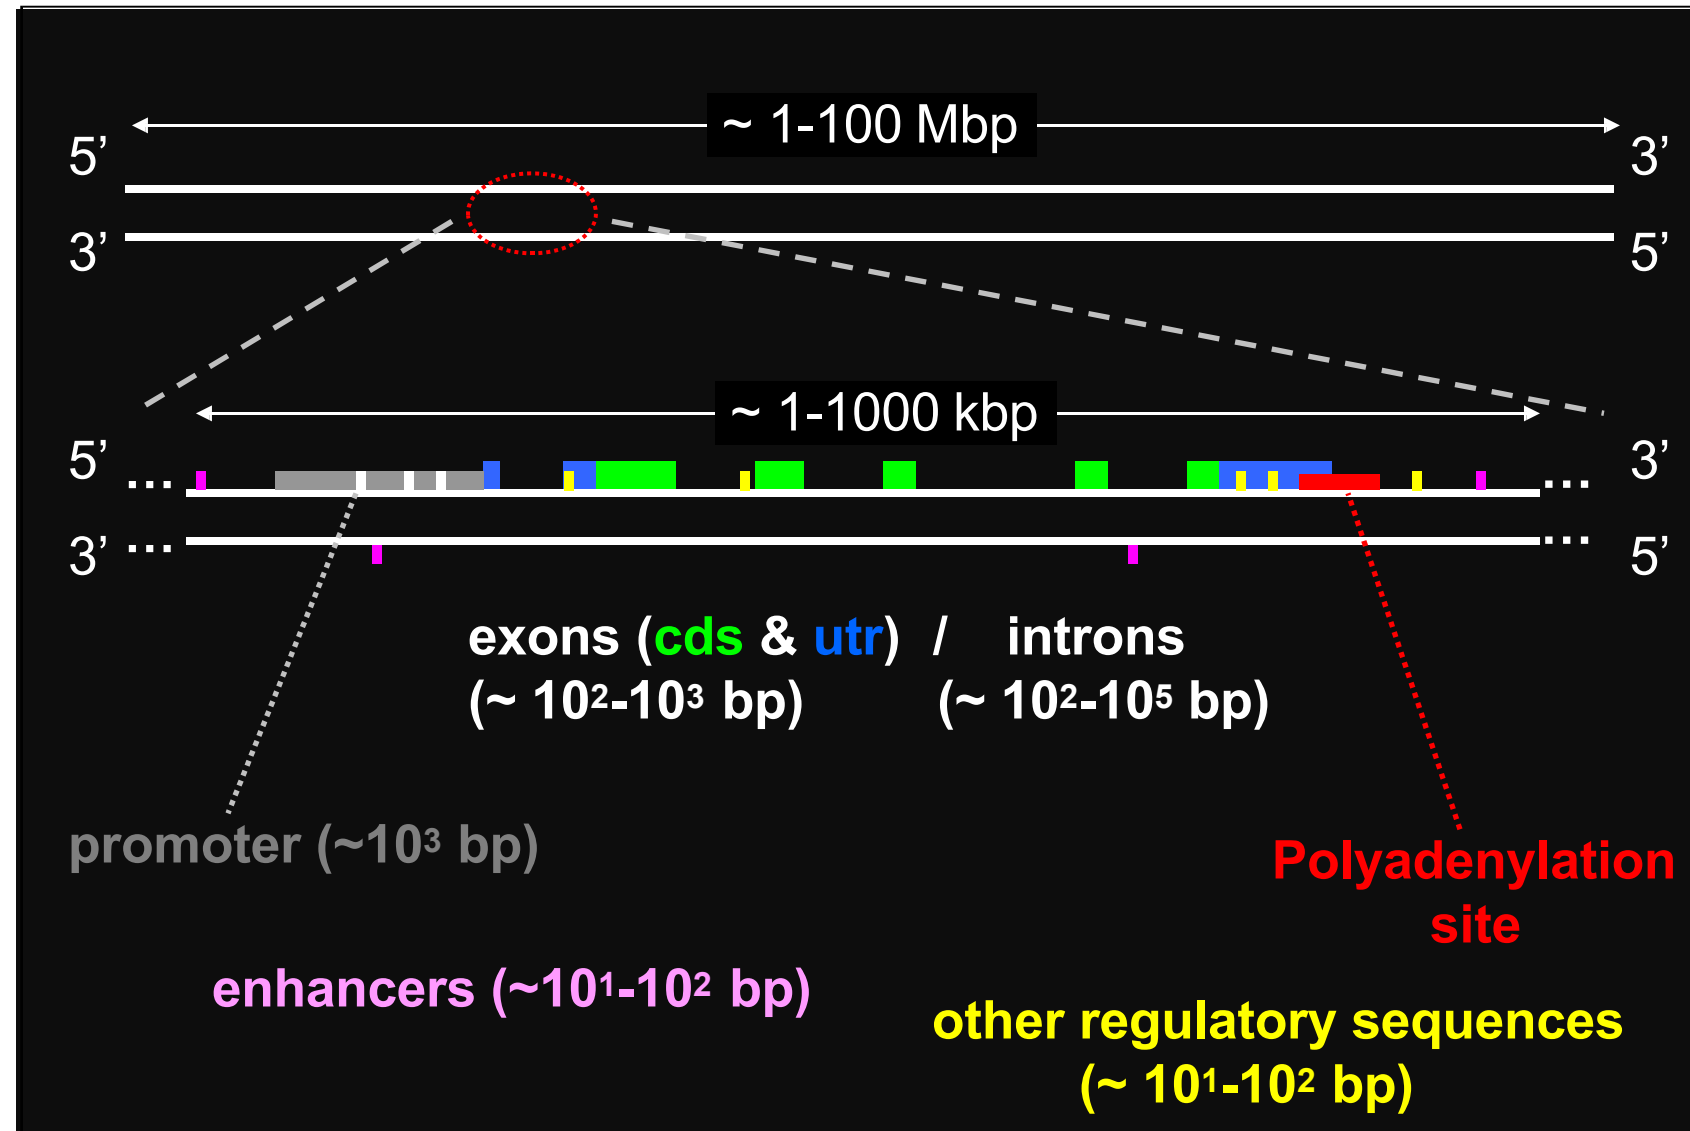 ~ 1-100 Mbp
5’ 3’
3’ 5’
~ 1-1000 kbp
5’ 3’
... ...
3’ ... ... 5’
exons (cds & utr) / introns
(~ 10²-10³ bp) (~ 10²-10⁵ bp)
promoter (~10³ bp)
Polyadenylation
site
enhancers (~10¹-10² bp)
other regulatory sequences
(~ 10¹-10² bp)